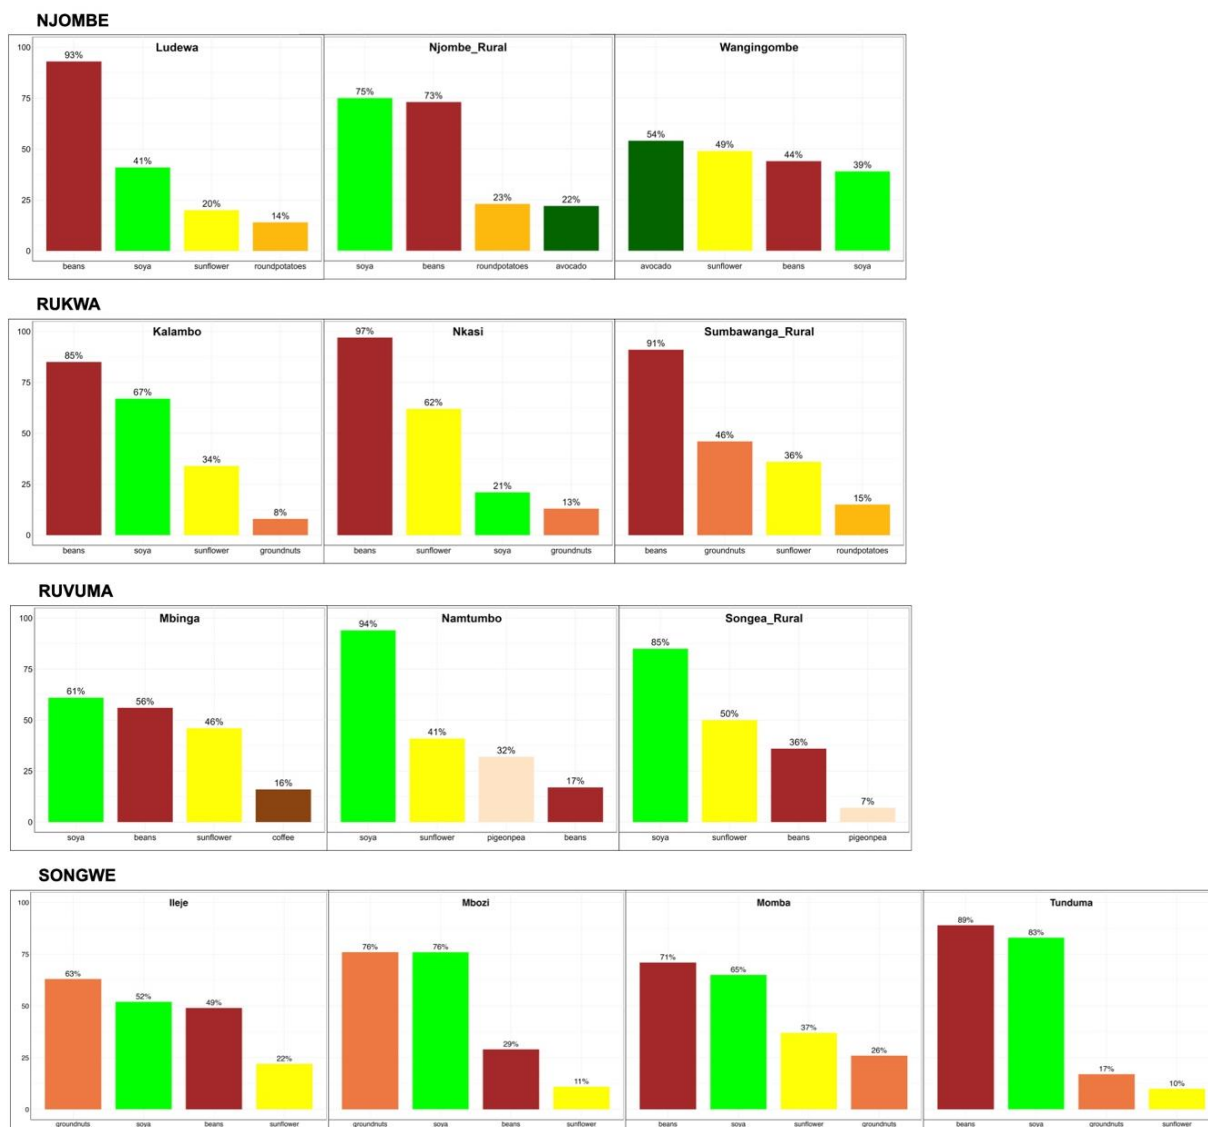 NJOMBE
Ludewa
Njombe_Rural
Wangingombe
100
75
50
25
0
93%
41%
20%
14%
75%
73%
23%
22%
54%
49%
44%
39%
beans soya sunflower roundpotatoes
soya beans roundpotatoes avocado
avocado sunflower beans soya
RUKWA
Kalambo
Nkasi
Sumbawanga_Rural
100
75
50
25
0
85%
67%
34%
8%
97%
62%
21%
13%
91%
46%
36%
15%
beans soya sunflower groundnuts
beans sunflower soya groundnuts
beans groundnuts sunflower roundpotatoes
RUVUMA
Mbinga
Namtumbo
Songea_Rural
100
75
50
25
0
61%
56%
46%
16%
94%
41%
32%
17%
85%
50%
36%
7%
soya beans sunflower coffee
soya sunflower pigeonpea beans
soya sunflower beans pigeonpea
SONGWE
Ileje
Mbozi
Momba
Tunduma
100
75
50
25
0
63%
52%
49%
22%
76%
76%
29%
11%
71%
65%
37%
26%
89%
83%
17%
10%
groundnuts soya beans sunflower
groundnuts soya beans sunflower
beans soya sunflower groundnuts
beans soya groundnuts sunflower